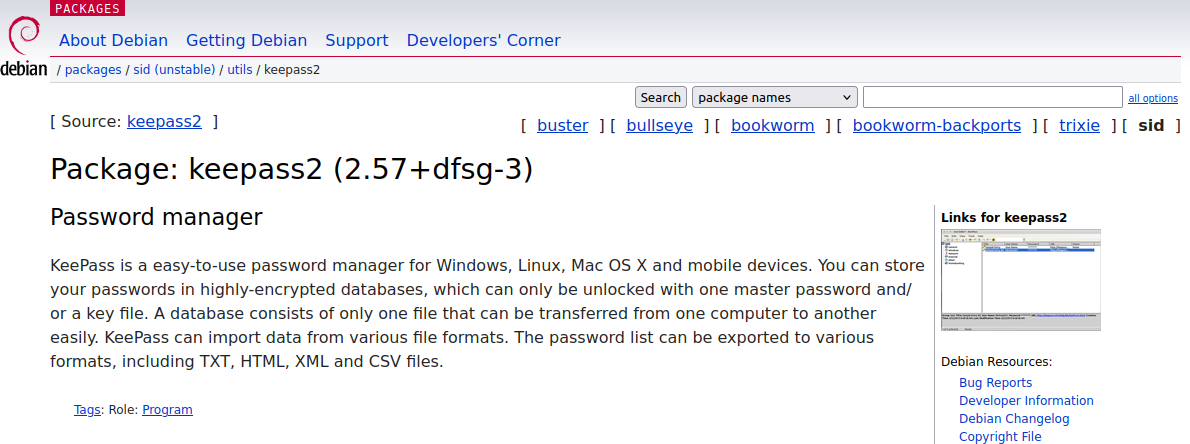 PACKAGES
About Debian Getting Debian Support Developers' Corner
debian
/ packages / sid (unstable) / utils / keepass2
Search package names all options
[ Source: keepass2 ]
[ buster ] [ bullseye ] [ bookworm ] [ bookworm-backports ] [ trixie ] [ sid ]
Package: keepass2 (2.57+dfsg-3)
Password manager
KeePass is a easy-to-use password manager for Windows, Linux, Mac OS X and mobile devices. You can store
your passwords in highly-encrypted databases, which can only be unlocked with one master password and/
or a key file. A database consists of only one file that can be transferred from one computer to another
easily. KeePass can import data from various file formats. The password list can be exported to various
formats, including TXT, HTML, XML and CSV files.
Tags: Role: Program
Links for keepass2
Debian Resources:
Bug Reports
Developer Information
Debian Changelog
Copyright File